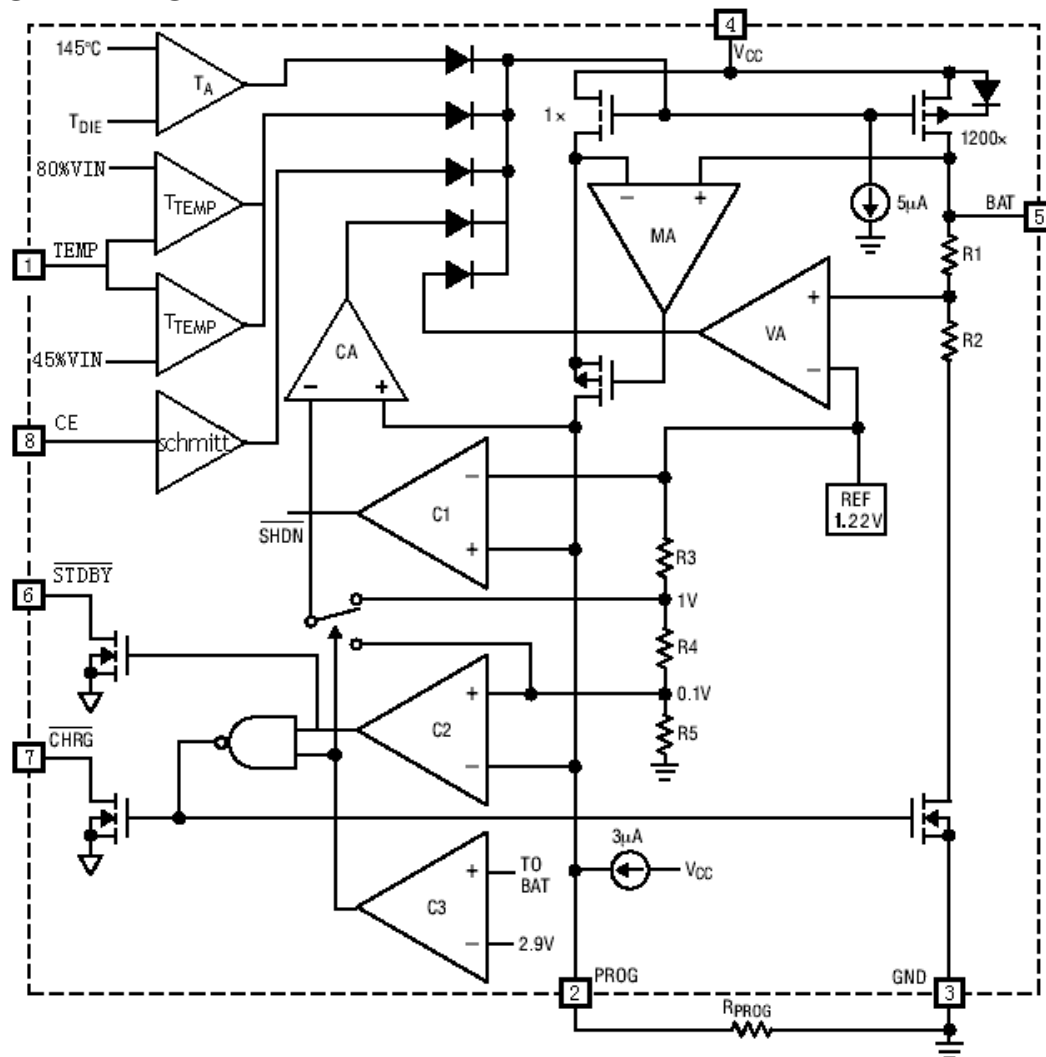 4
VCC
145°C
TA
TDIE
1×
1200×
80%VIN
TTEMP
TEMP
1
− +
MA
5μA
BAT
5
R1
TTEMP
45%VIN
CA
− +
VA
+
−
R2
CE
8
schmitt
C1
−
+
SHDN
REF
1.22V
R3
STDBY
6
1V
R4
C2
+
−
0.1V
R5
CHRG
7
3μA
VCC
C3
+
−
TO
BAT
2.9V
PROG
2
GND
3
RPROG